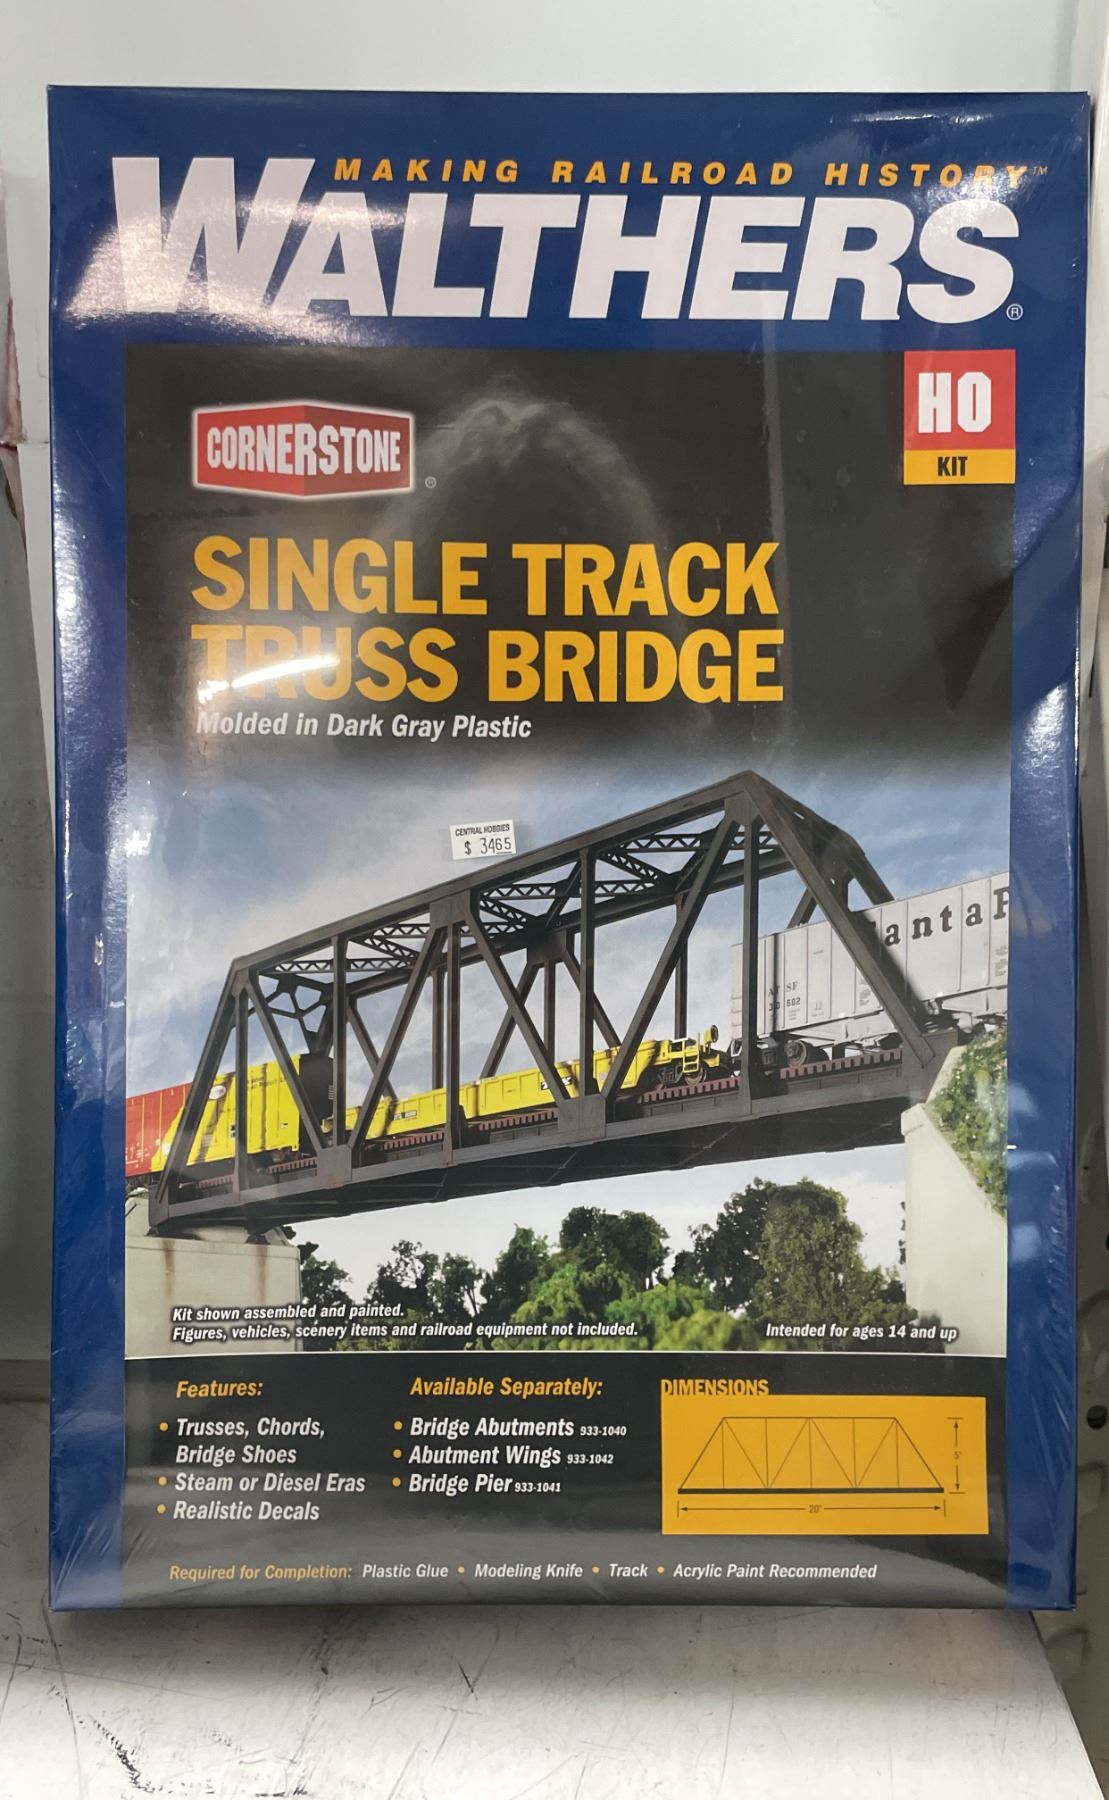 MAKING RAILROAD HISTORY™
WALTHERS®
HO
KIT
CORNERSTONE®
SINGLE TRACK
TRUSS BRIDGE
Molded in Dark Gray Plastic
CENTRAL HOBBIES
$ 3465
antaF
AT SF
Kit shown assembled and painted.
Figures, vehicles, scenery items and railroad equipment not included.
Intended for ages 14 and up
Features:
• Trusses, Chords,
Bridge Shoes
• Steam or Diesel Eras
• Realistic Decals
Available Separately:
• Bridge Abutments 933-1040
• Abutment Wings 933-1042
• Bridge Pier 933-1041
DIMENSIONS
5"
20"
Required for Completion: Plastic Glue • Modeling Knife • Track • Acrylic Paint Recommended